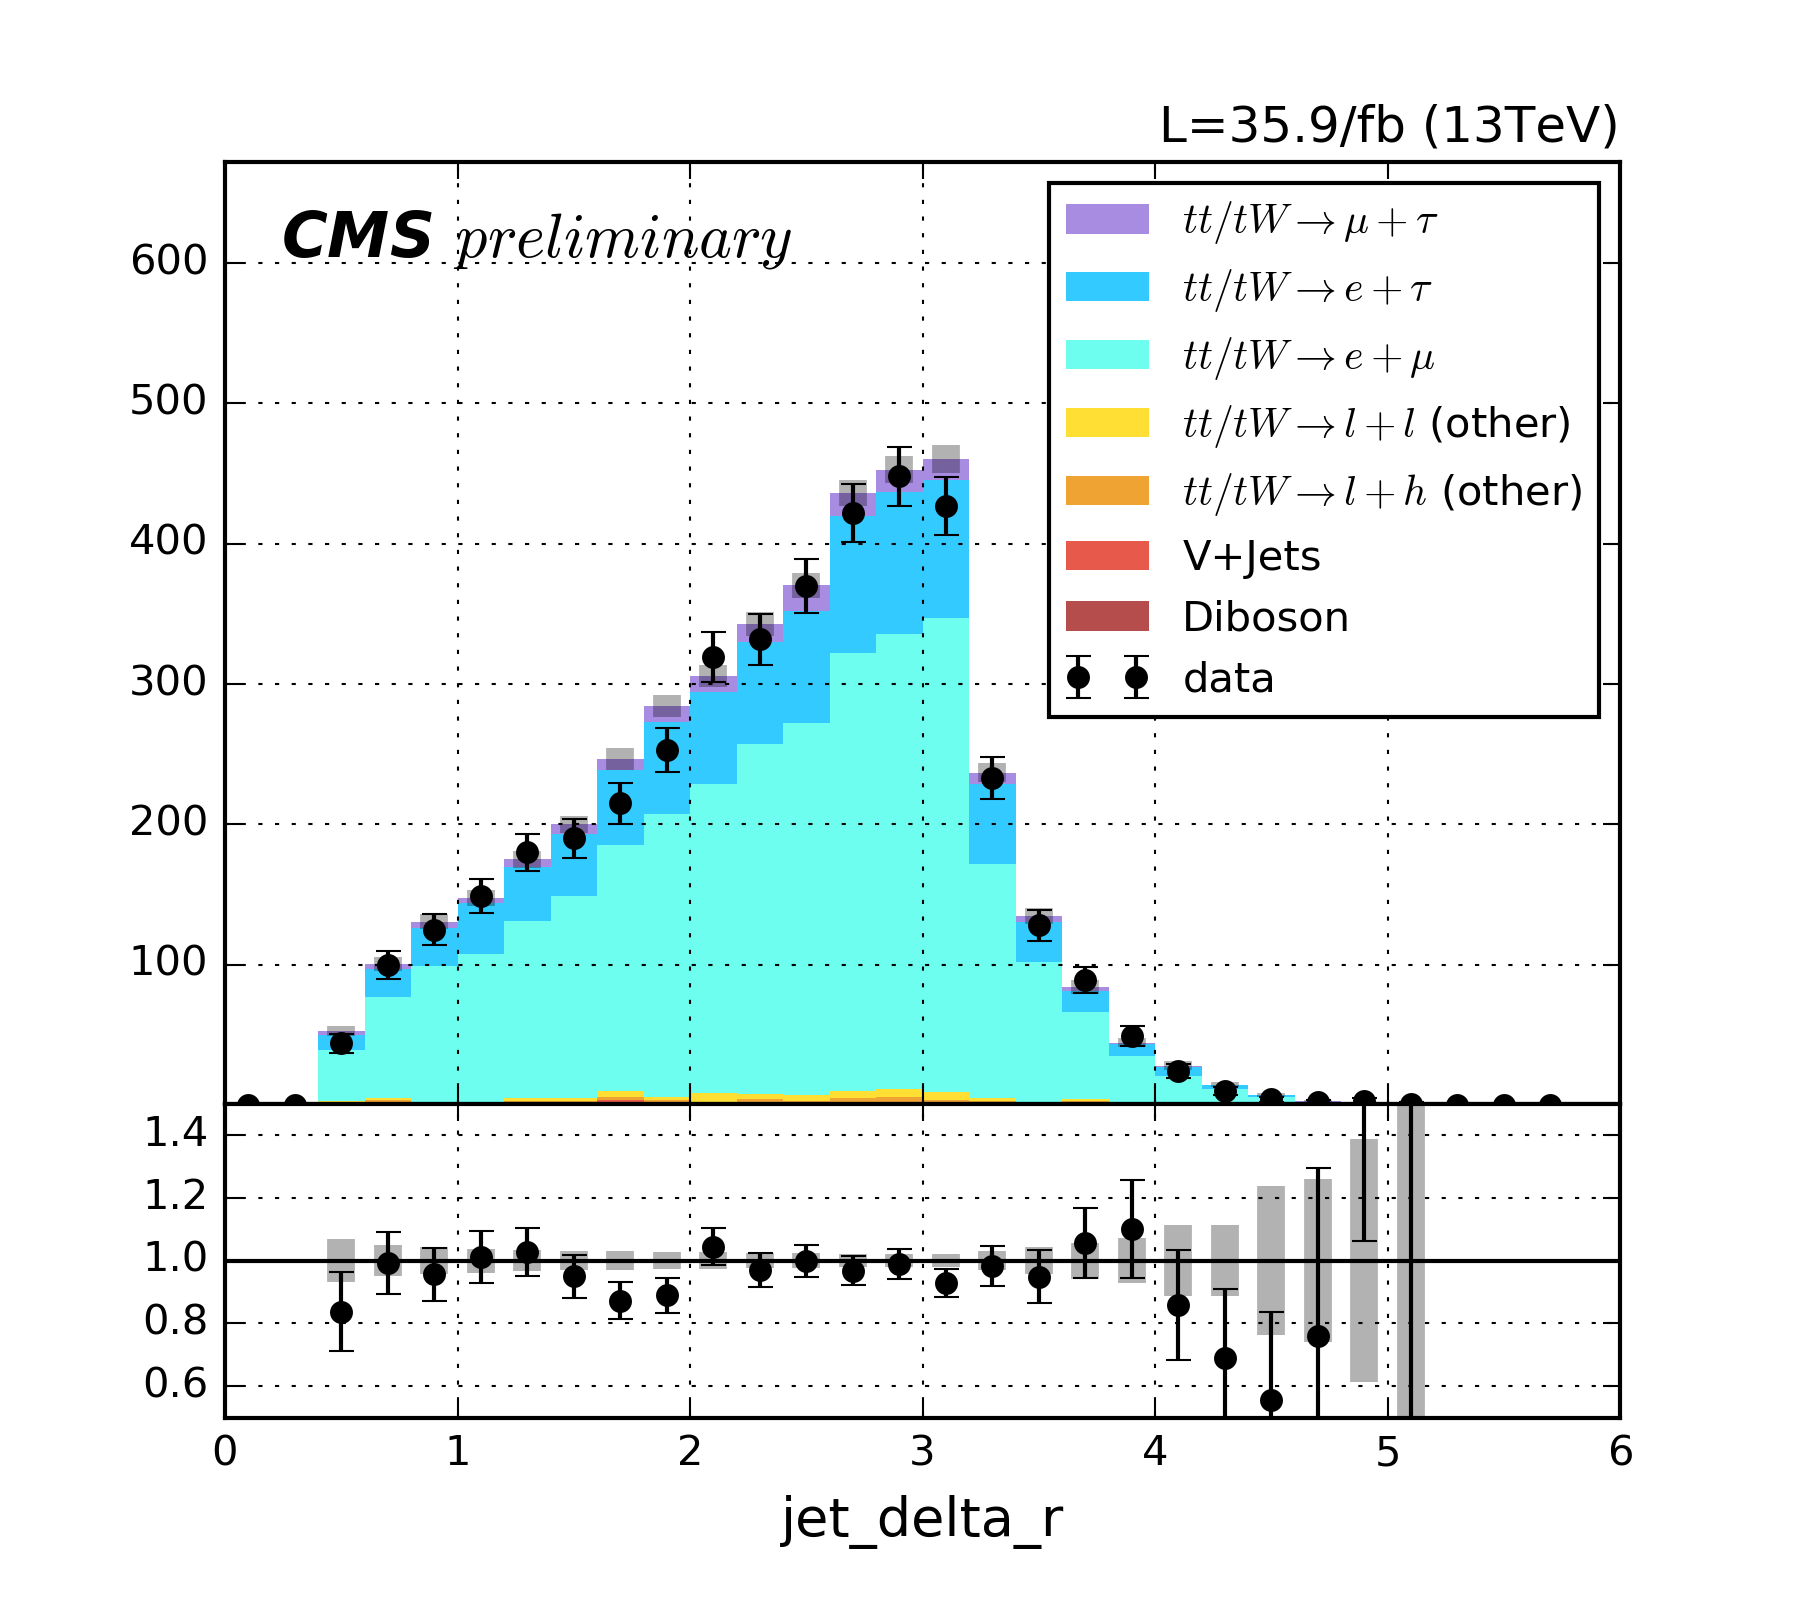 L=35.9/fb (13TeV)
CMS preliminary
tt/tW → μ + τ
tt/tW → e + τ
tt/tW → e + μ
tt/tW → l + l (other)
tt/tW → l + h (other)
V+Jets
Diboson
data
600
500
400
300
200
100
1.4
1.2
1.0
0.8
0.6
0 1 2 3 4 5 6
jet_delta_r